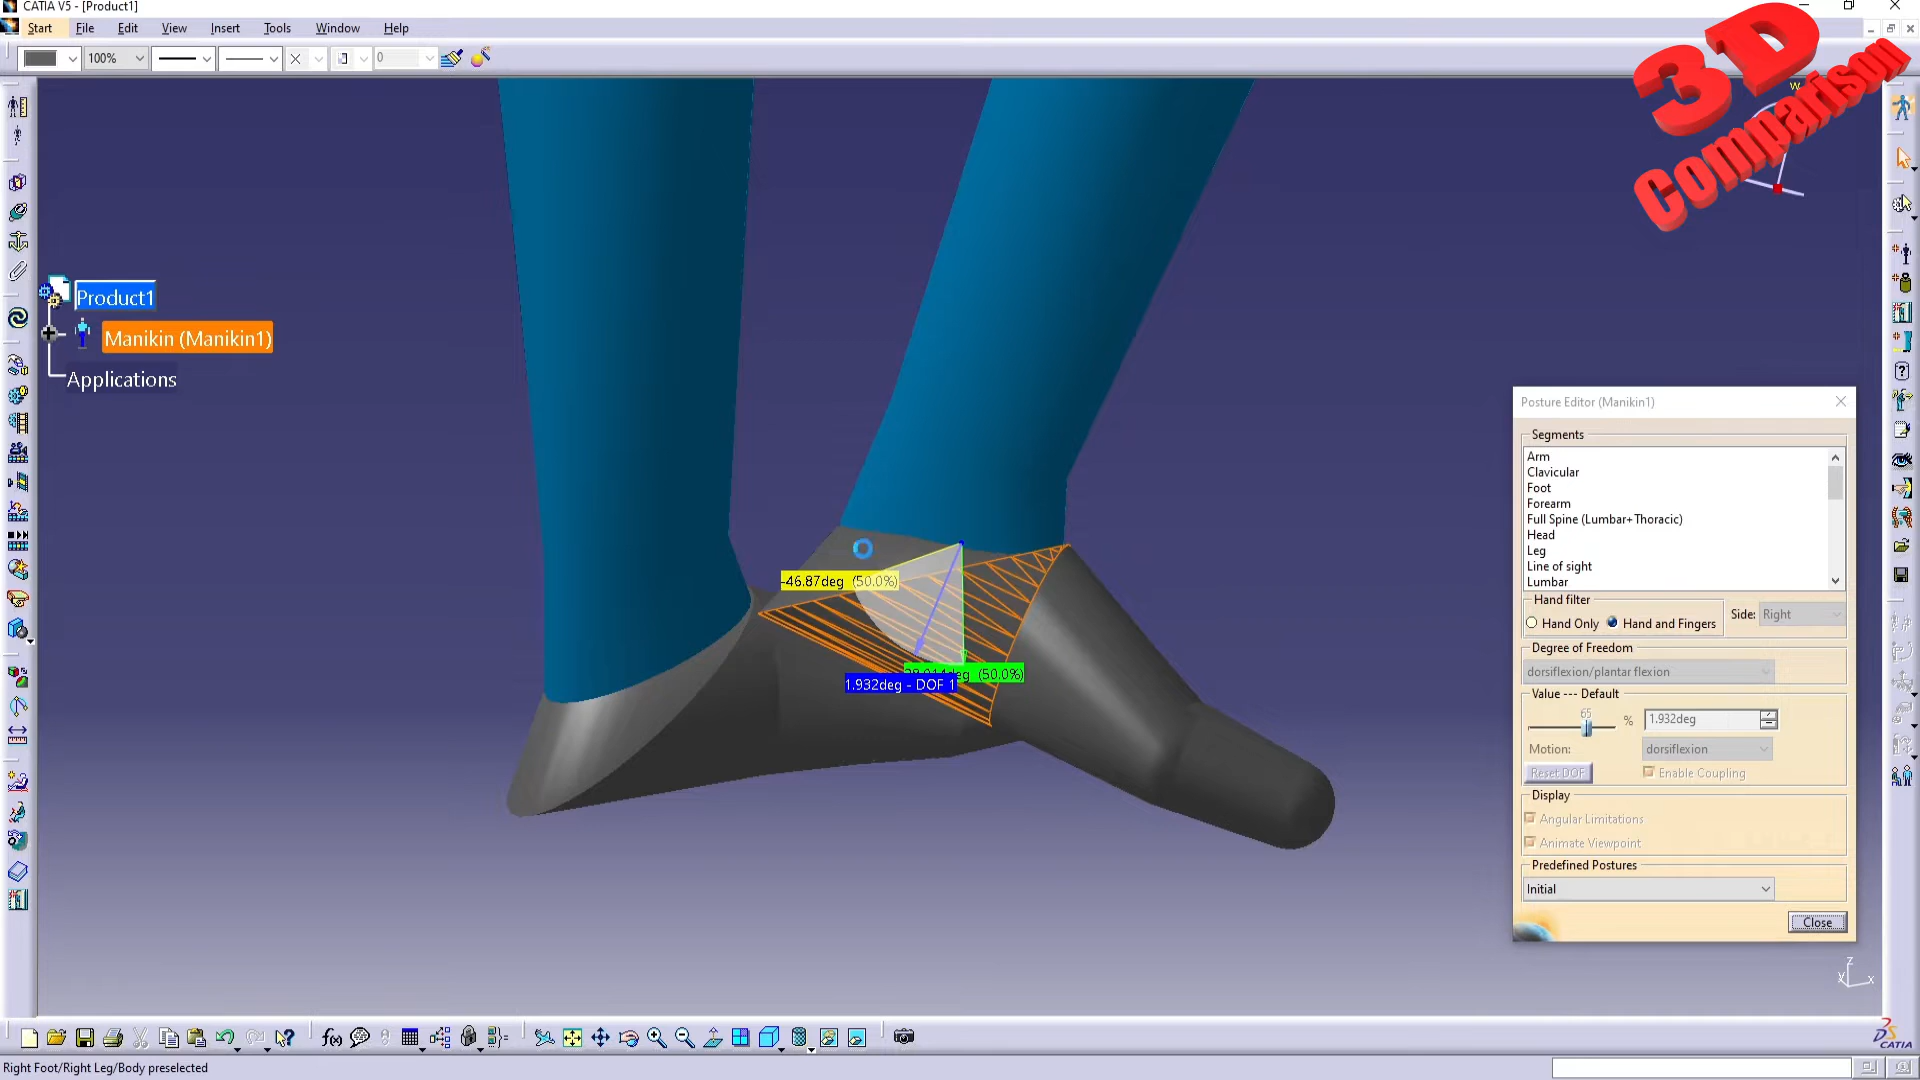 CATIA V5 - [Product1]
Start File Edit View Insert Tools Window Help
100%
0
3D
Comparison
w
Product1
Manikin (Manikin1)
Applications
-46.87deg (50.0%)
(50.0%)
1.932deg - DOF 1
Posture Editor (Manikin1)
Segments
Arm
Clavicular
Foot
Forearm
Full Spine (Lumbar+Thoracic)
Head
Leg
Line of sight
Lumbar
Hand filter
Hand Only Hand and Fingers
Side: Right
Degree of Freedom
dorsiflexion/plantar flexion
Value --- Default
65
% 1.932deg
Motion: dorsiflexion
Reset DOF Enable Coupling
Display
Angular Limitations
Animate Viewpoint
Predefined Postures
Initial
Close
z
y x
f(x)
CATIA
Right Foot/Right Leg/Body preselected